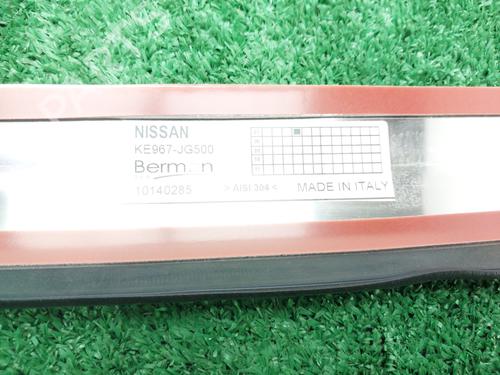 NISSAN
KE967-JG500
10140285
> AISI 304 <
MADE IN ITALY